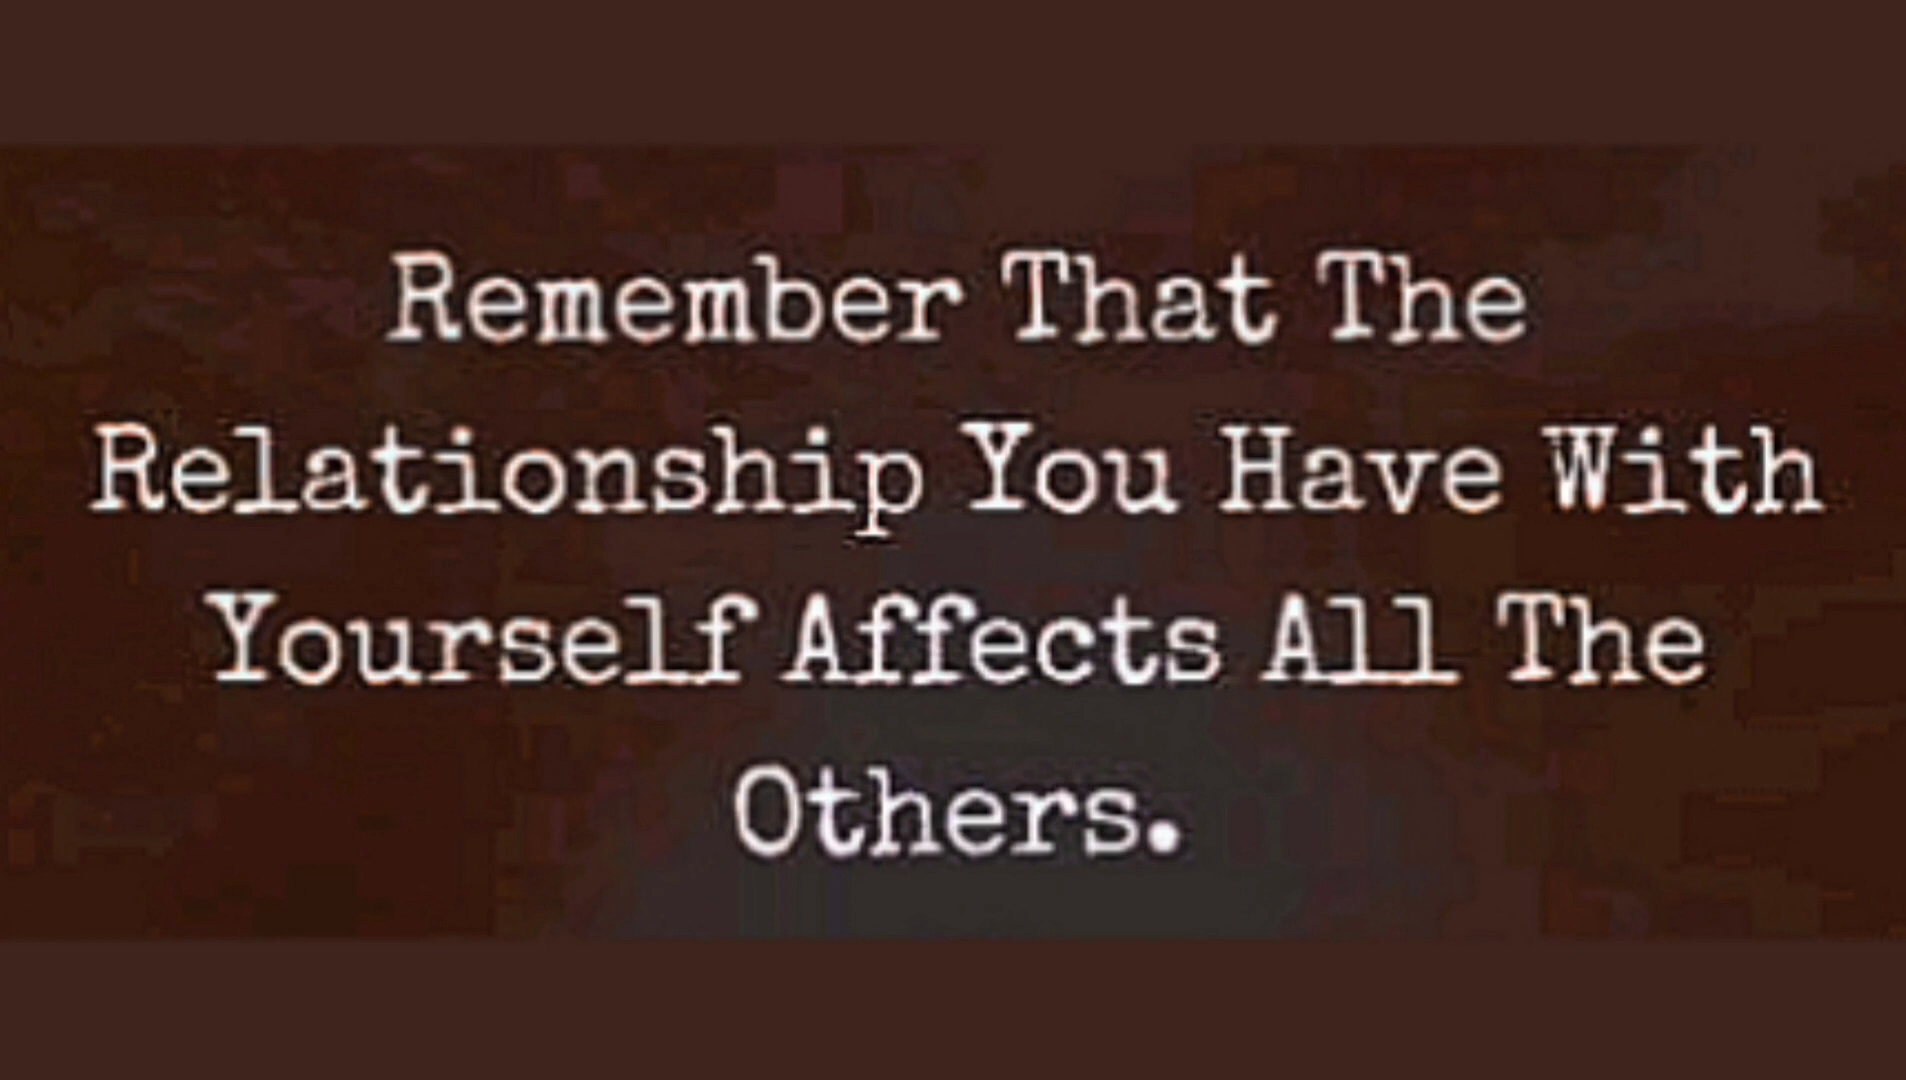 Remember That The
Relationship You Have With
Yourself Affects All The
Others.